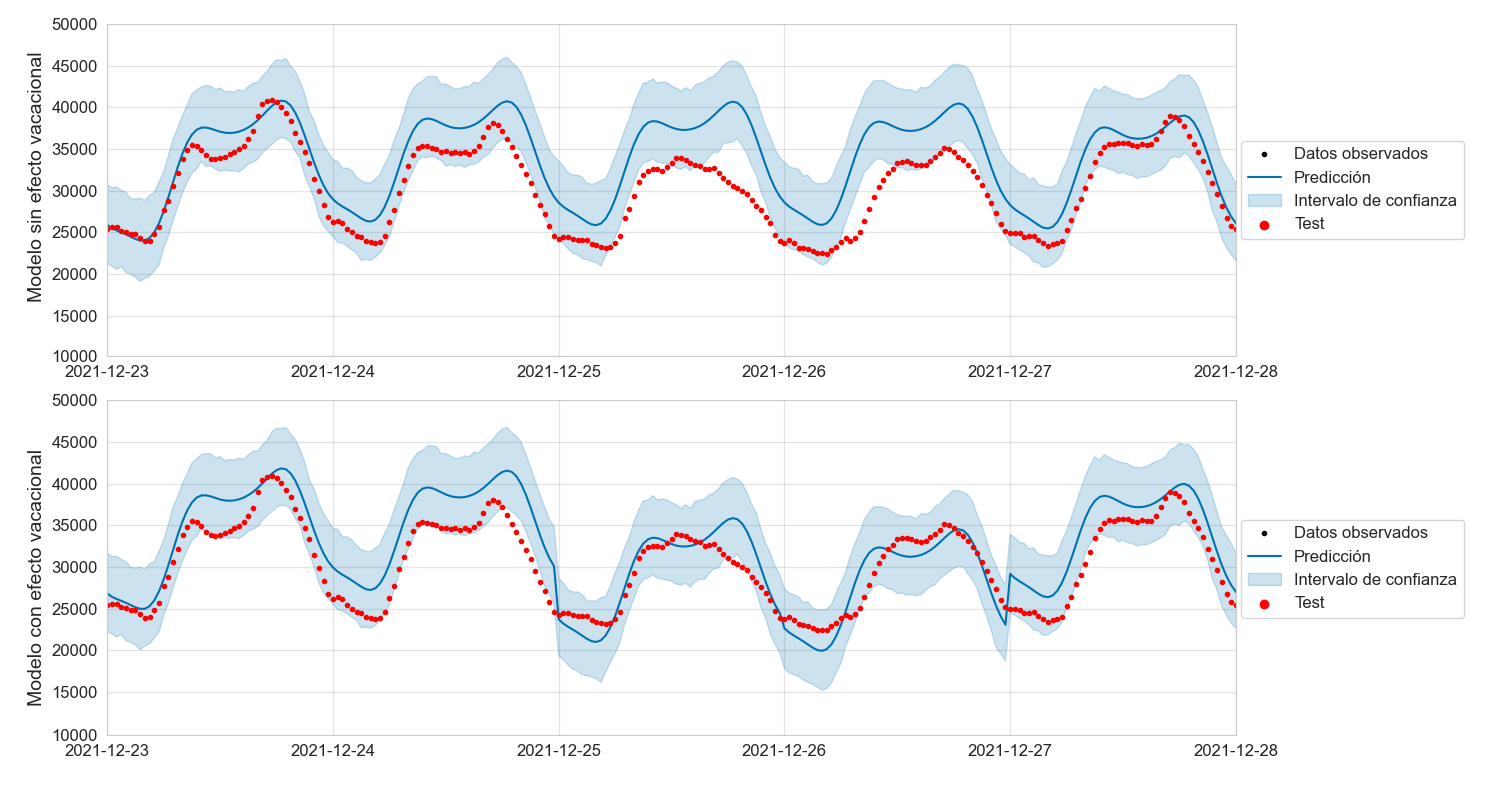 Modelo sin efecto vacacional
50000
45000
40000
35000
30000
25000
20000
15000
10000
2021-12-23 2021-12-24 2021-12-25 2021-12-26 2021-12-27 2021-12-28
Datos observados
Predicción
Intervalo de confianza
Test
Modelo con efecto vacacional
50000
45000
40000
35000
30000
25000
20000
15000
10000
2021-12-23 2021-12-24 2021-12-25 2021-12-26 2021-12-27 2021-12-28
Datos observados
Predicción
Intervalo de confianza
Test